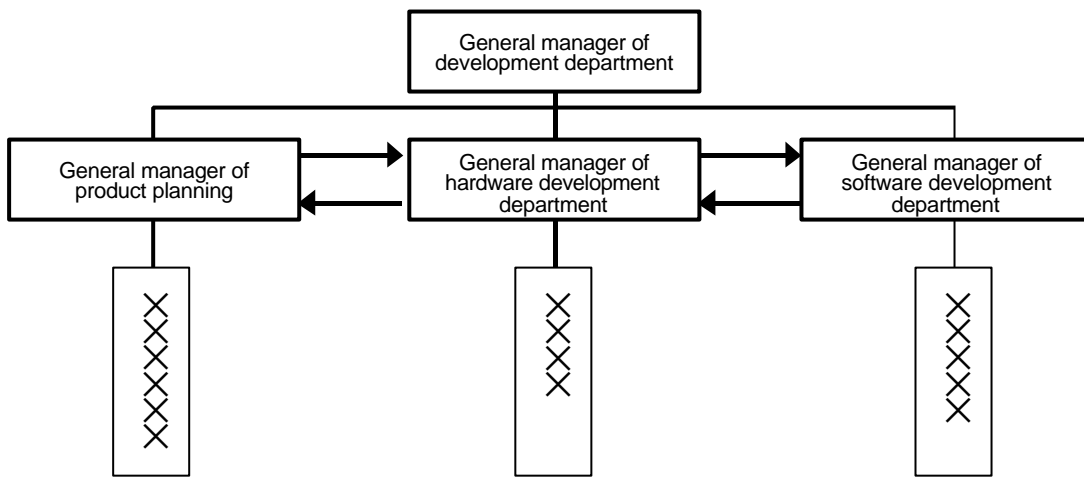 General manager of
development department
General manager of
product planning
General manager of
hardware development
department
General manager of
software development
department